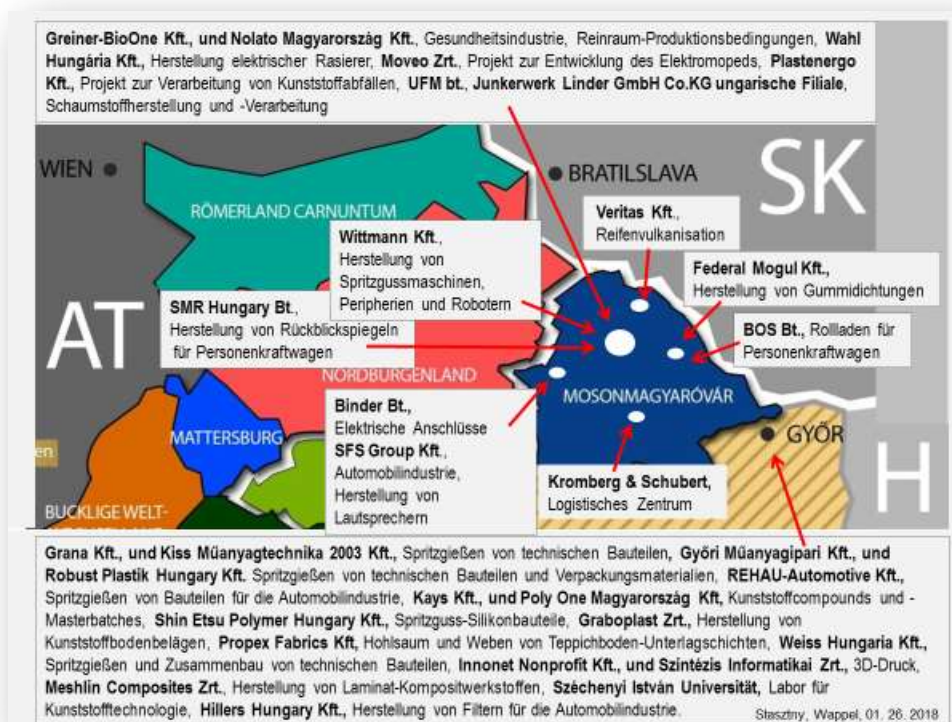 Greiner-BioOne Kft., und Nolato Magyarország Kft., Gesundheitsindustrie, Reinraum-Produktionsbedingungen, Wahl
Hungária Kft., Herstellung elektrischer Rasierer, Moveo Zrt., Projekt zur Entwicklung des Elektromopeds, Plastenergo
Kft., Projekt zur Verarbeitung von Kunststoffabfällen, UFM bt., Junkerwerk Linder GmbH Co.KG ungarische Filiale,
Schaumstoffherstellung und -Verarbeitung
WIEN
BRATILSLAVA
SK
RÖMERLAND CARNUNTUM
Veritas Kft.,
Reifenvulkanisation
Wittmann Kft.,
Herstellung von
Spritzgussmaschinen,
Peripherien und Robotern
Federal Mogul Kft.,
Herstellung von Gummidichtungen
AT
SMR Hungary Bt.,
Herstellung von Rückblickspiegeln
für Personenkraftwagen
BOS Bt., Rollladen für
Personenkraftwagen
NORDBURGENLAND
MOSONMAGYARÓVÁR
MATTERSBURG
Binder Bt.,
Elektrische Anschlüsse
SFS Group Kft.,
Automobilindustrie,
Herstellung von
Lautsprechern
GYŐR
H
en
Kromberg & Schubert,
Logistisches Zentrum
BUCKLIGE WELT-
Grana Kft., und Kiss Műanyagtechnika 2003 Kft., Spritzgießen von technischen Bauteilen, Győri Műanyagipari Kft., und
Robust Plastik Hungary Kft. Spritzgießen von technischen Bauteilen und Verpackungsmaterialien, REHAU-Automotive Kft.,
Spritzgießen von Bauteilen für die Automobilindustrie, Kays Kft., und Poly One Magyarország Kft, Kunststoffcompounds und -
Masterbatches, Shin Etsu Polymer Hungary Kft., Spritzguss-Silikonbauteile, Graboplast Zrt., Herstellung von
Kunststoffbodenbelägen, Propex Fabrics Kft, Hohlsaum und Weben von Teppichboden-Unterlagschichten, Weiss Hungaria Kft.,
Spritzgießen und Zusammenbau von technischen Bauteilen, Innonet Nonprofit Kft., und Szintézis Informatikai Zrt., 3D-Druck,
Meshlin Composites Zrt., Herstellung von Laminat-Kompositwerkstoffen, Széchenyi István Universität, Labor für
Kunststofftechnologie, Hillers Hungary Kft., Herstellung von Filtern für die Automobilindustrie.
Stasztny, Wappel, 01. 26. 2018